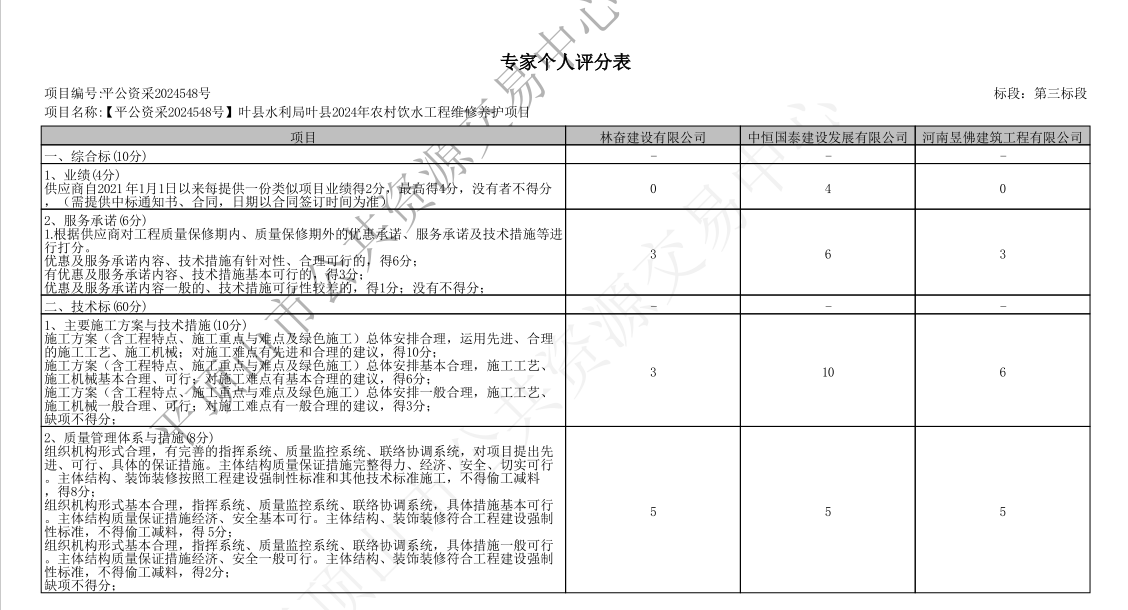 专家个人评分表
项目编号:平公资采2024548号 标段：第三标段
项目名称:【平公资采2024548号】叶县水利局叶县2024年农村饮水工程维修养护项目
项目 林奋建设有限公司 中恒国泰建设发展有限公司 河南昱佛建筑工程有限公司
一、综合标(10分) － － －
1、业绩(4分)
供应商自2021年1月1日以来每提供一份类似项目业绩得2分，最高得4分，没有者不得分
，（需提供中标通知书、合同，日期以合同签订时间为准）
0 4 0
2、服务承诺(6分)
1.根据供应商对工程质量保修期内、质量保修期外的优惠承诺、服务承诺及技术措施等进
行打分。
优惠及服务承诺内容、技术措施有针对性、合理可行的，得6分；
有优惠及服务承诺内容、技术措施基本可行的，得3分；
优惠及服务承诺内容一般的、技术措施可行性较差的，得1分；没有不得分；
3 6 3
二、技术标(60分) － － －
1、主要施工方案与技术措施(10分)
施工方案（含工程特点、施工重点与难点及绿色施工）总体安排合理，运用先进、合理
的施工工艺、施工机械；对施工难点有先进和合理的建议，得10分；
施工方案（含工程特点、施工重点与难点及绿色施工）总体安排基本合理，施工工艺、
施工机械基本合理、可行；对施工难点有基本合理的建议，得6分；
施工方案（含工程特点、施工重点与难点及绿色施工）总体安排一般合理，施工工艺、
施工机械一般合理、可行；对施工难点有一般合理的建议，得3分；
缺项不得分；
3 10 6
2、质量管理体系与措施(8分)
组织机构形式合理，有完善的指挥系统、质量监控系统、联络协调系统，对项目提出先
进、可行、具体的保证措施。主体结构质量保证措施完整得力、经济、安全、切实可行
。主体结构、装饰装修按照工程建设强制性标准和其他技术标准施工，不得偷工减料
，得8分；
组织机构形式基本合理，指挥系统、质量监控系统、联络协调系统，具体措施基本可行
。主体结构质量保证措施经济、安全基本可行。主体结构、装饰装修符合工程建设强制
性标准，不得偷工减料，得 5分；
组织机构形式基本合理，指挥系统、质量监控系统、联络协调系统，具体措施一般可行
。主体结构质量保证措施经济、安全一般可行。主体结构、装饰装修符合工程建设强制
性标准，不得偷工减料，得2分；
缺项不得分；
5 5 5
平顶山市公共资源交易中心
平顶山市公共资源交易中心